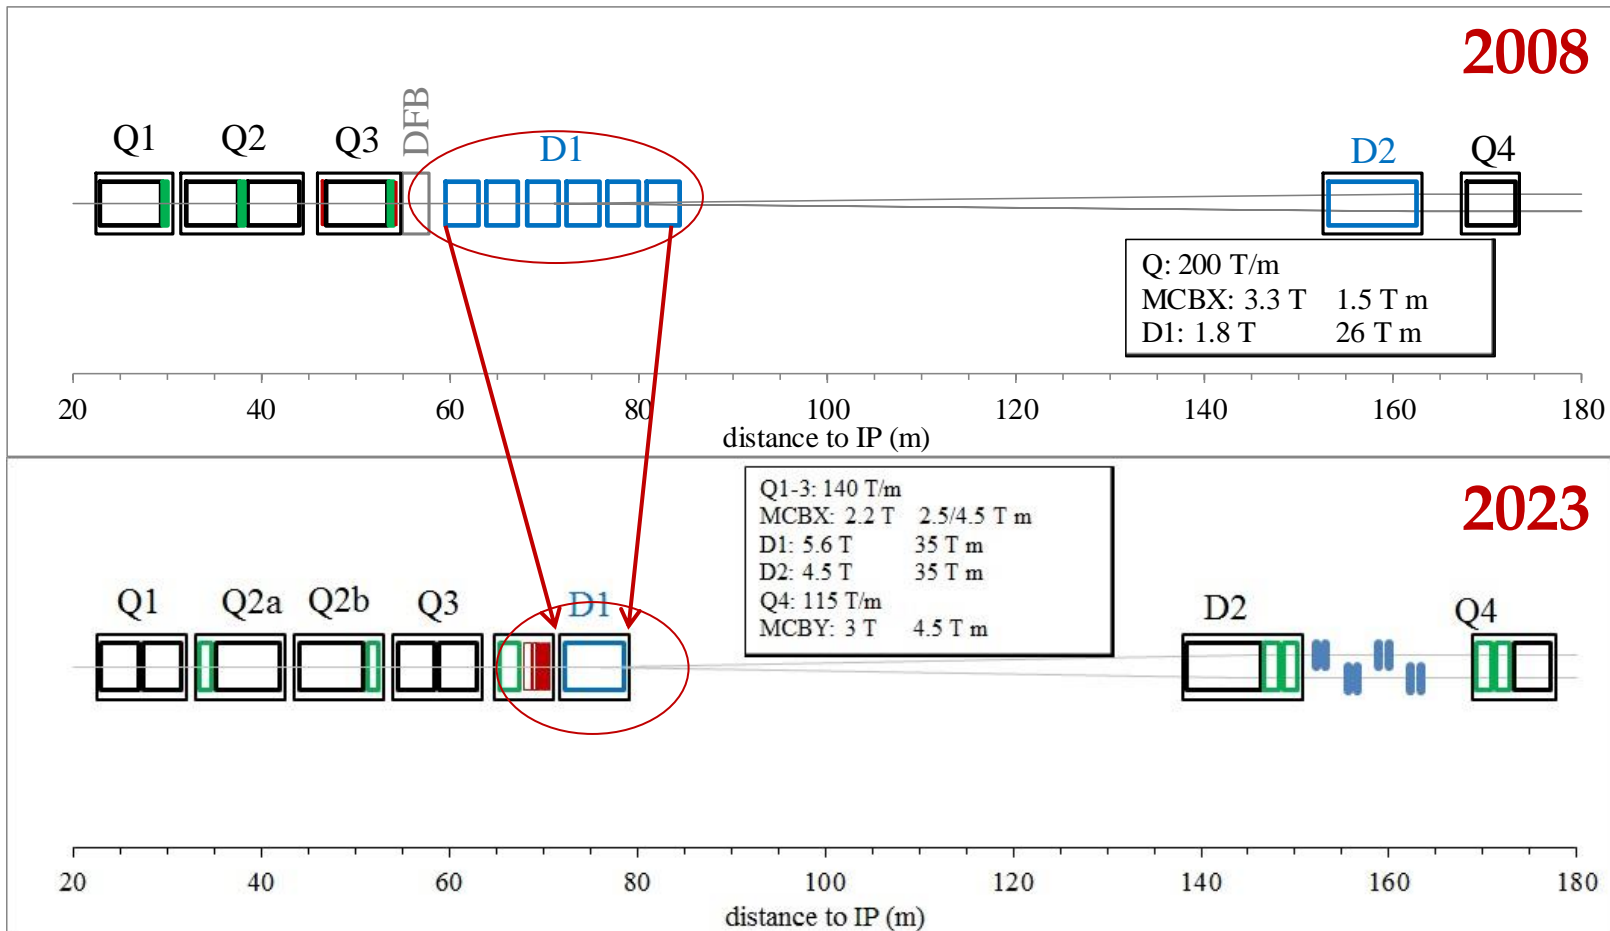 2008
DFB
Q1 Q2 Q3 D1 D2 Q4
Q: 200 T/m
MCBX: 3.3 T 1.5 T m
D1: 1.8 T 26 T m
20 40 60 80 100 120 140 160 180
distance to IP (m)
Q1-3: 140 T/m
MCBX: 2.2 T 2.5/4.5 T m
D1: 5.6 T 35 T m
D2: 4.5 T 35 T m
Q4: 115 T/m
MCBY: 3 T 4.5 T m
2023
Q1 Q2a Q2b Q3 D1 D2 Q4
20 40 60 80 100 120 140 160 180
distance to IP (m)